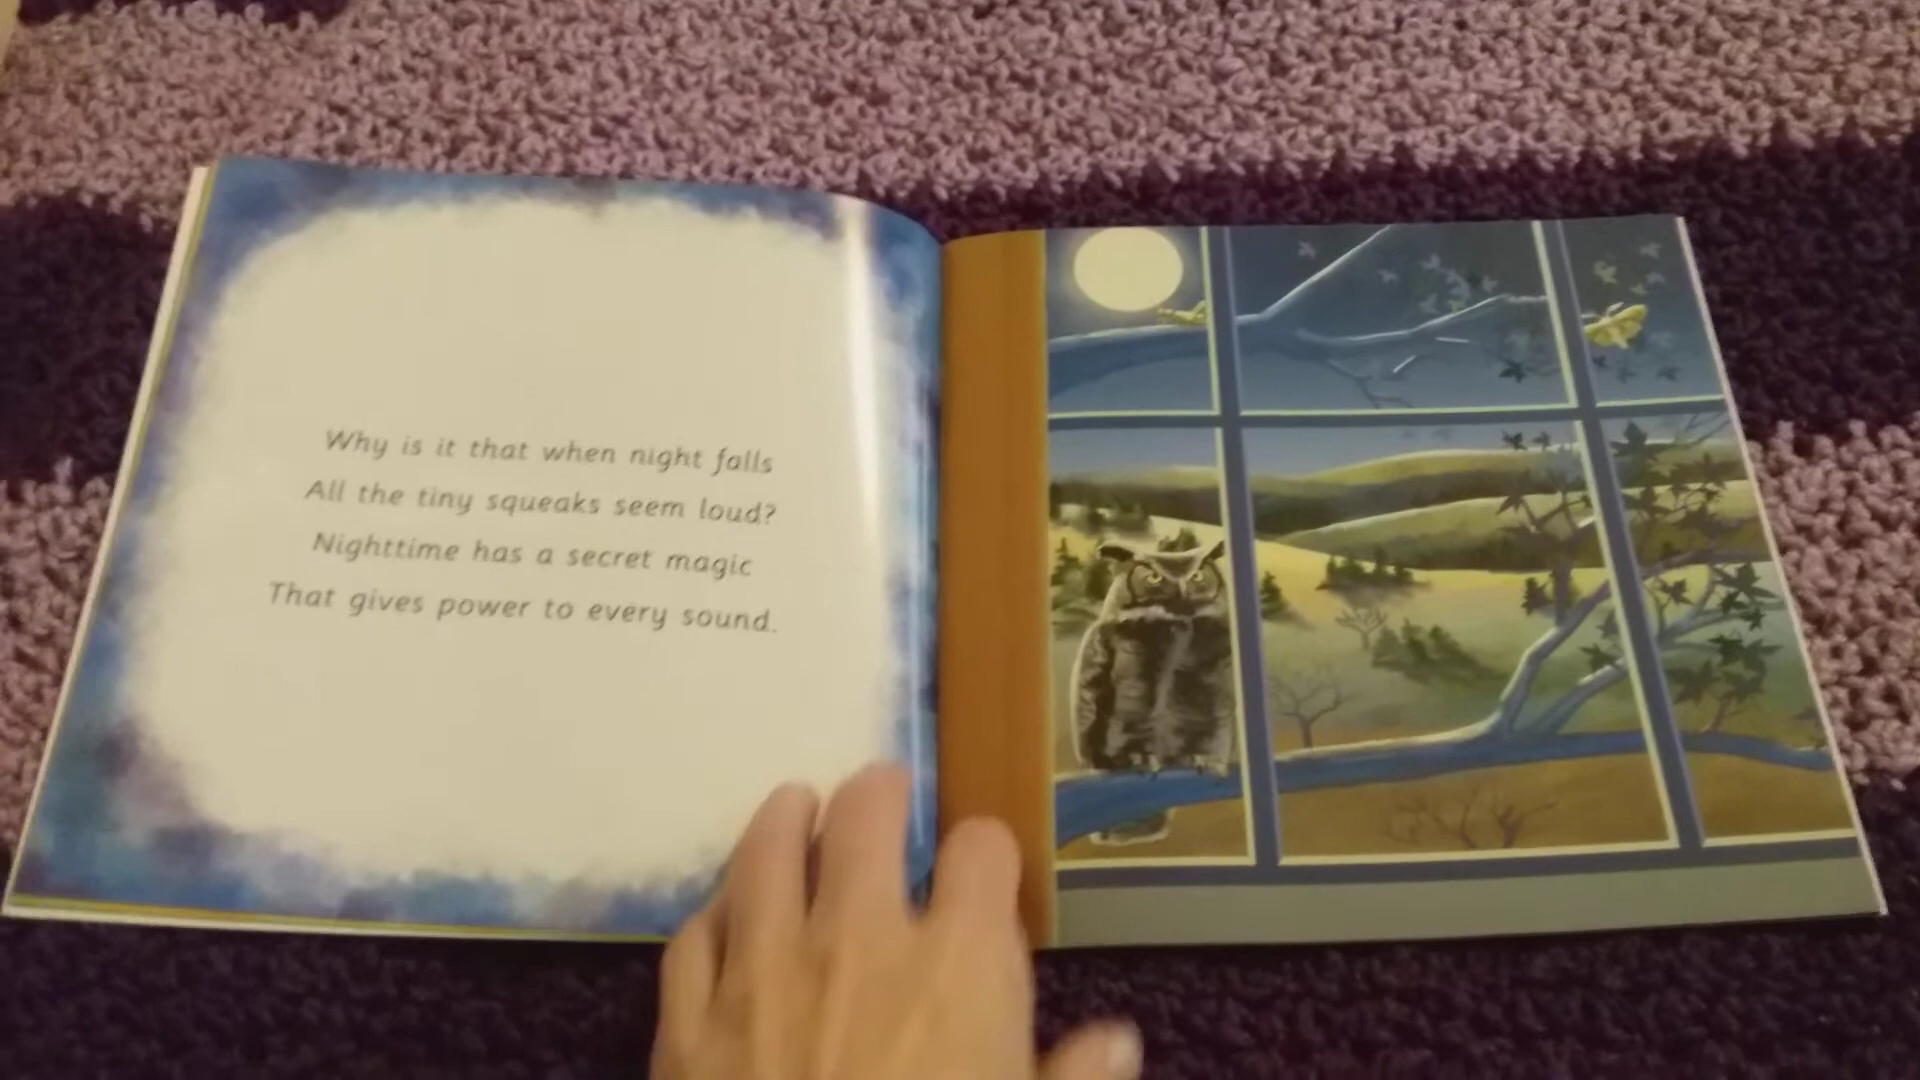 Why is it that when night falls
All the tiny squeaks seem loud?
Nighttime has a secret magic
That gives power to every sound.